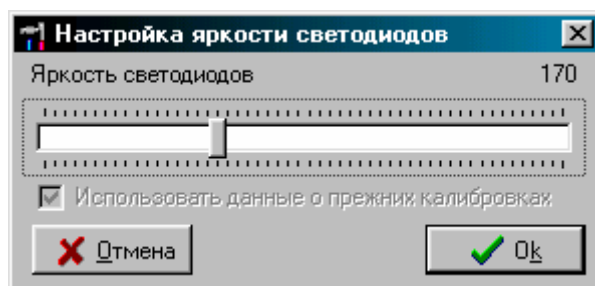 Настройка яркости светодиодов
Яркость светодиодов 170
Использовать данные о прежних калибровках
Отмена Ok